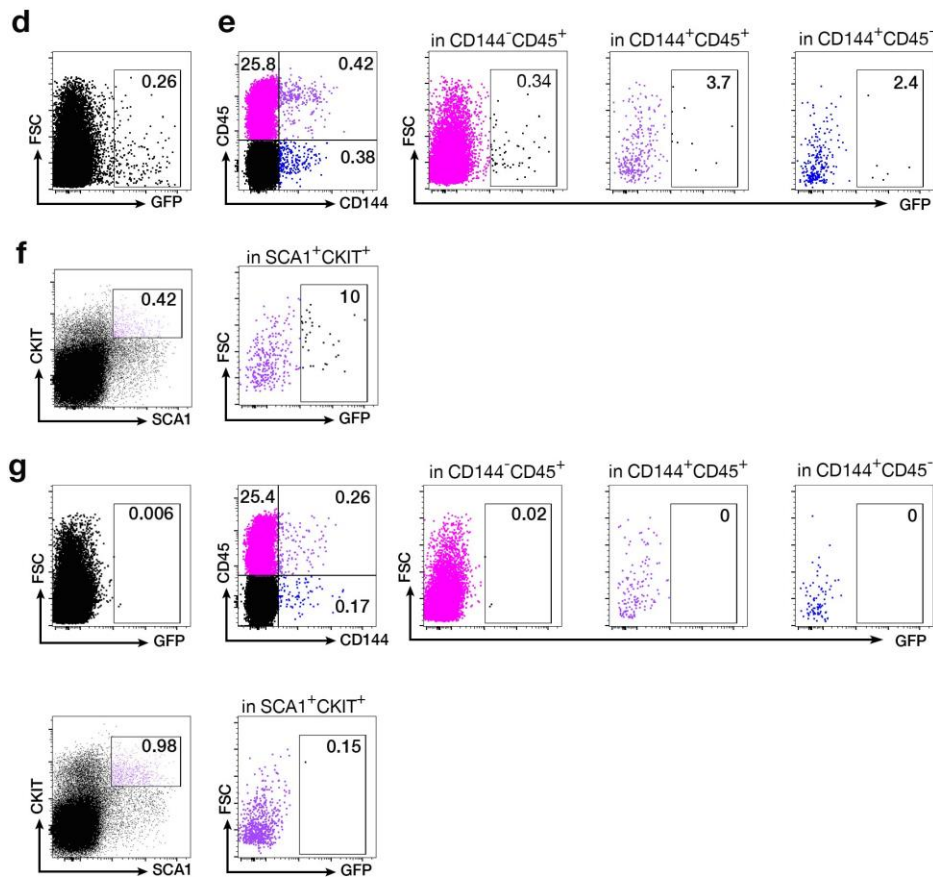 d
e
in CD144⁻CD45⁺
in CD144⁺CD45⁺
in CD144⁺CD45⁻
FSC
0.26
GFP
CD45
25.8
0.42
0.38
CD144
FSC
0.34
3.7
2.4
GFP
f
in SCA1⁺CKIT⁺
CKIT
0.42
SCA1
FSC
10
GFP
g
in CD144⁻CD45⁺
in CD144⁺CD45⁺
in CD144⁺CD45⁻
FSC
0.006
GFP
CD45
25.4
0.26
0.17
CD144
FSC
0.02
0
0
GFP
in SCA1⁺CKIT⁺
CKIT
0.98
SCA1
FSC
0.15
GFP